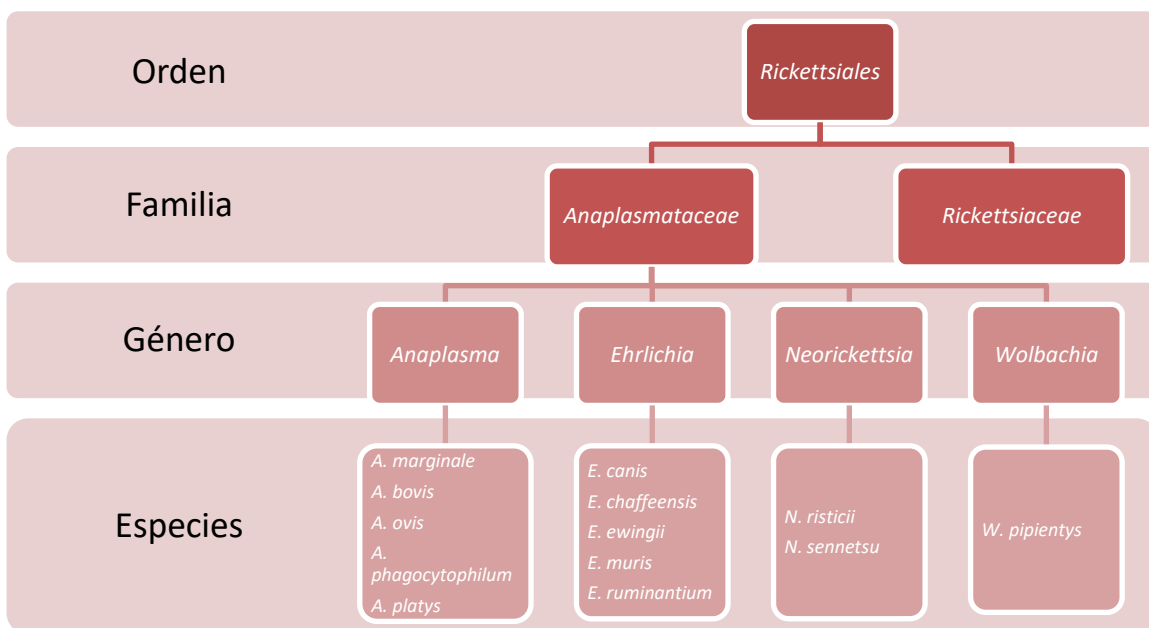 Orden
Rickettsiales
Familia
Anaplasmataceae
Rickettsiaceae
Género
Anaplasma
Ehrlichia
Neorickettsia
Wolbachia
Especies
A. marginale
A. bovis
A. ovis
A.
phagocytophilum
A. platys
E. canis
E. chaffeensis
E. ewingii
E. muris
E. ruminantium
N. risticii
N. sennetsu
W. pipientys